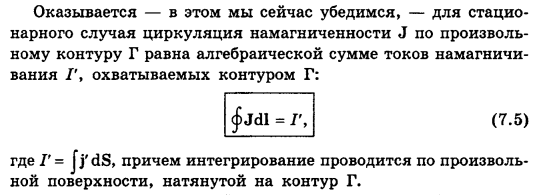 Оказывается — в этом мы сейчас убедимся, — для стацио-
нарного случая циркуляция намагниченности J по произволь-
ному контуру Γ равна алгебраической сумме токов намагничи-
вания I′, охватываемых контуром Γ:
∮Jdl = I′, (7.5)
где I′ = ∫j′dS, причем интегрирование проводится по произволь-
ной поверхности, натянутой на контур Γ.